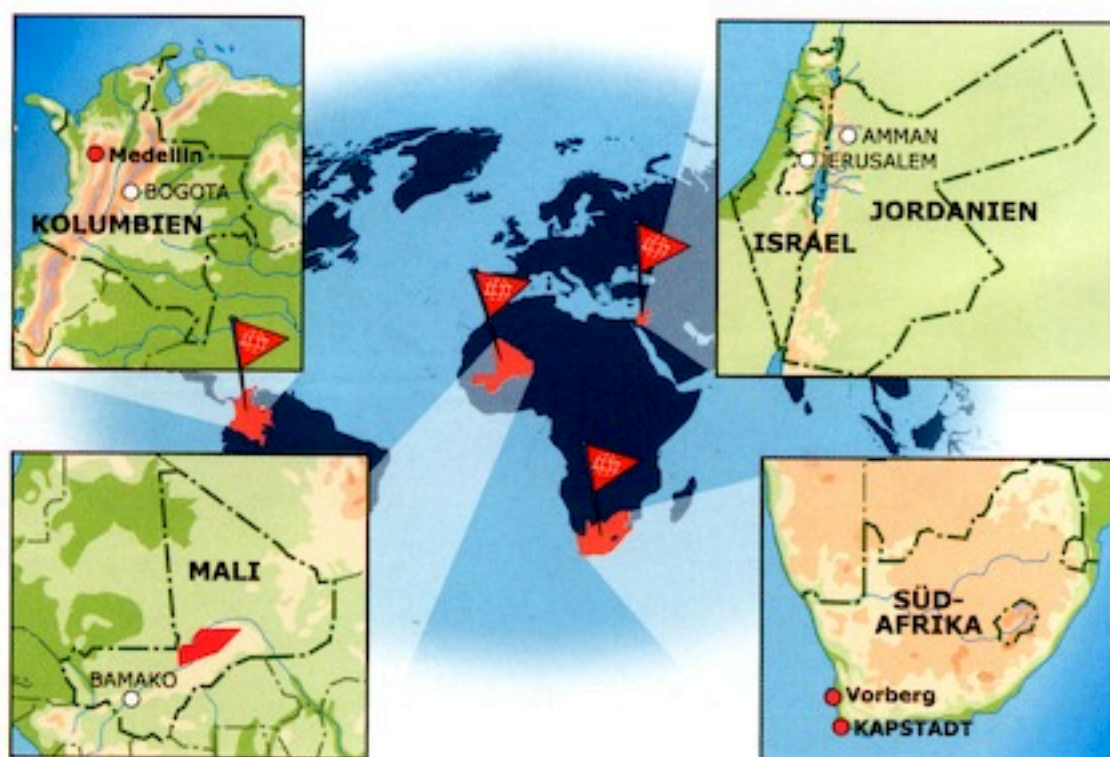 Medellin
BOGOTA
KOLUMBIEN
AMMAN
JERUSALEM
JORDANIEN
ISRAEL
MALI
BAMAKO
SÜD-
AFRIKA
Vorberg
KAPSTADT